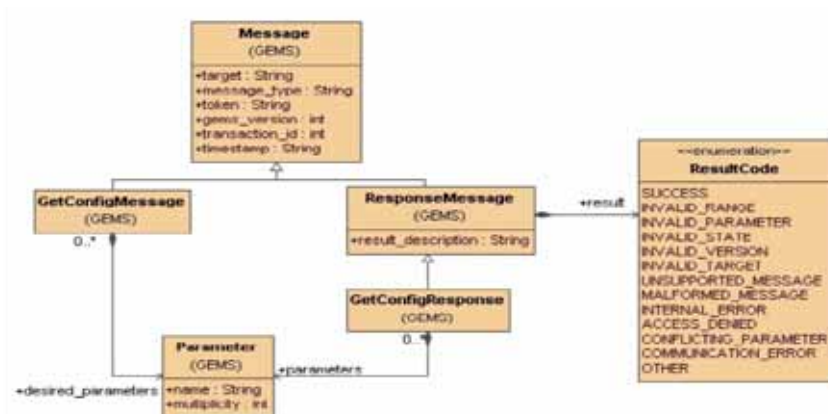 Message
(GEMS)
+target : String
+message_type : String
+token : String
+gems_version : int
+transaction_id : int
+timestamp : String
GetConfigMessage
(GEMS)
0..*
ResponseMessage
(GEMS)
+result_description : String
+result
<<enumeration>>
ResultCode
SUCCESS
INVALID_RANGE
INVALID_PARAMETER
INVALID_STATE
INVALID_VERSION
INVALID_TARGET
UNSUPPORTED_MESSAGE
MALFORMED_MESSAGE
INTERNAL_ERROR
ACCESS_DENIED
CONFLICTING_PARAMETER
COMMUNICATION_ERROR
OTHER
GetConfigResponse
(GEMS)
0..*
Parameter
(GEMS)
+name : String
+multiplicity : int
+desired_parameters
+parameters